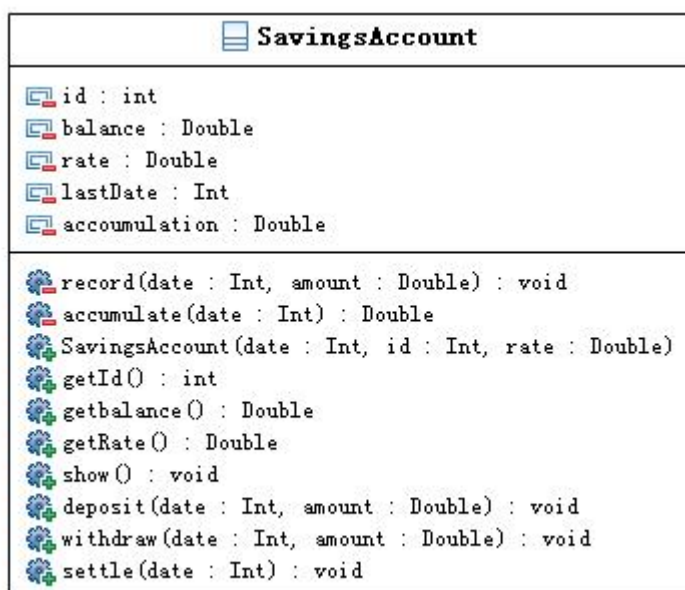 SavingsAccount
id : int
balance : Double
rate : Double
lastDate : Int
accoumulation : Double
record(date : Int, amount : Double) : void
accumulate(date : Int) : Double
SavingsAccount(date : Int, id : Int, rate : Double)
getId() : int
getbalance() : Double
getRate() : Double
show() : void
deposit(date : Int, amount : Double) : void
withdraw(date : Int, amount : Double) : void
settle(date : Int) : void